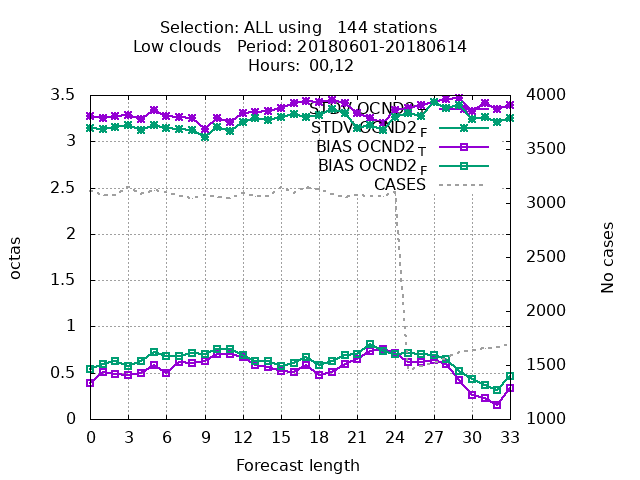 Selection: ALL using 144 stations
Low clouds Period: 20180601-20180614
Hours: 00,12
STDV OCND2 T
STDV OCND2 F
BIAS OCND2 T
BIAS OCND2 F
CASES
3.5
3
2.5
2
1.5
1
0.5
0
octas
4000
3500
3000
2500
2000
1500
1000
No cases
0 3 6 9 12 15 18 21 24 27 30 33
Forecast length